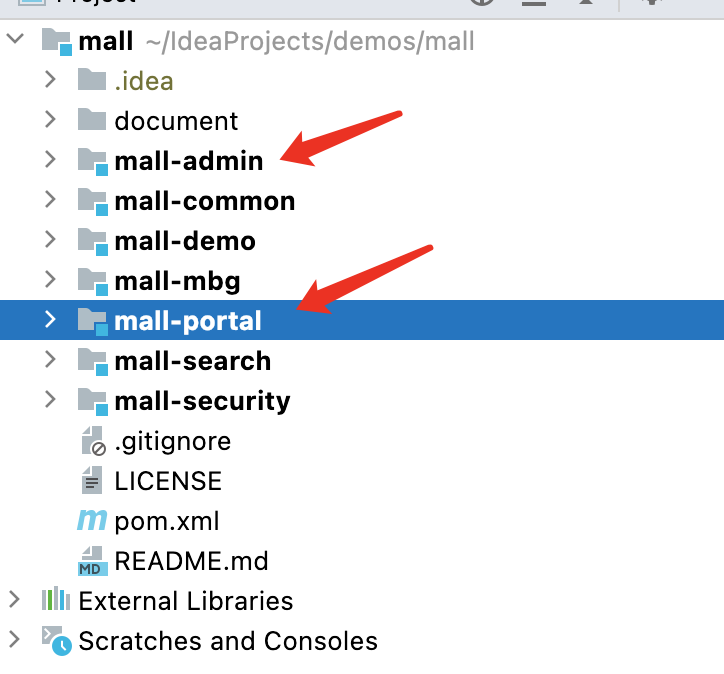 Project
mall ~/IdeaProjects/demos/mall
.idea
document
mall-admin
mall-common
mall-demo
mall-mbg
mall-portal
mall-search
mall-security
.gitignore
LICENSE
pom.xml
MD README.md
External Libraries
Scratches and Consoles